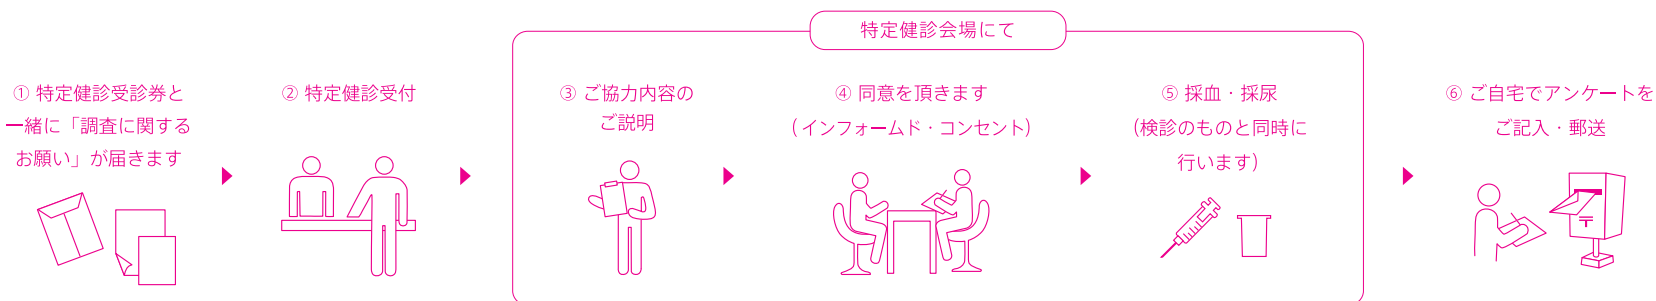 特定健診会場にて
① 特定健診受診券と
一緒に「調査に関する
お願い」が届きます
② 特定健診受付
③ ご協力内容の
ご説明
④ 同意を頂きます
(インフォームド・コンセント)
⑤ 採血・採尿
(検診のものと同時に
行います)
⑥ ご自宅でアンケートを
ご記入・郵送
〒